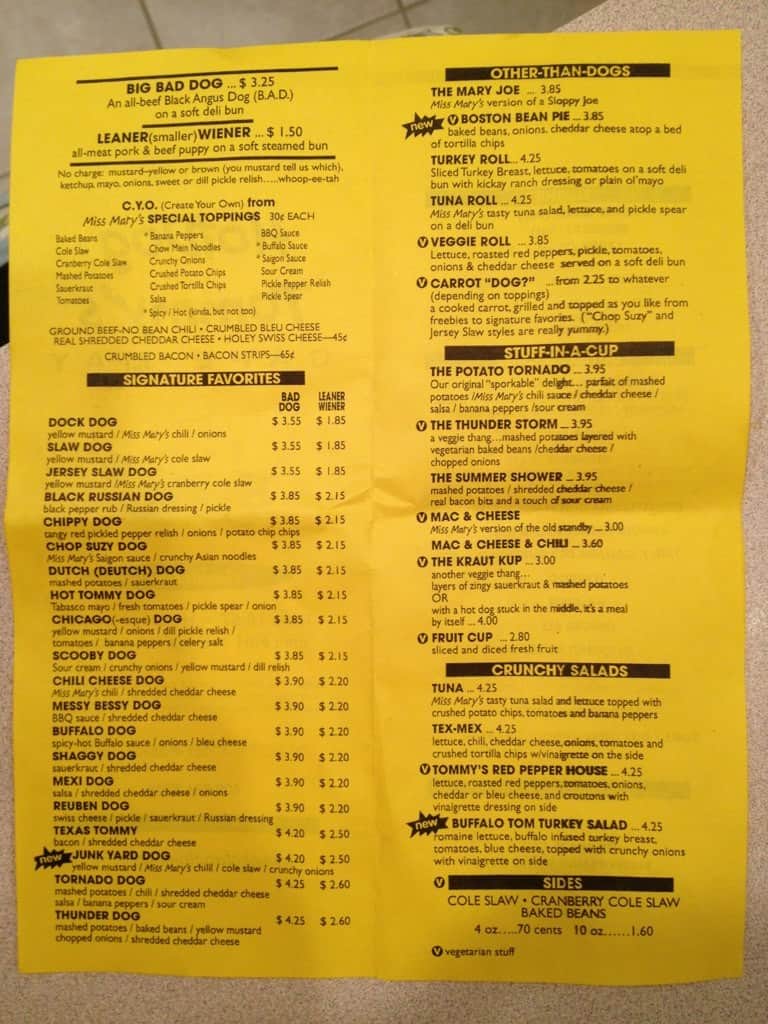 BIG BAD DOG ... $ 3.25
An all-beef Black Angus Dog (B.A.D.)
on a soft deli bun
LEANER(smaller)WIENER ... $ 1.50
all-meat pork & beef puppy on a soft steamed bun
No charge: mustard-yellow or brown (you mustard tell us which),
ketchup, mayo, onions, sweet or dill pickle relish.....whoop-ee-tah
C.Y.O. (Create Your Own) from
Miss Mary's SPECIAL TOPPINGS 30¢ EACH
Baked Beans
Cole Slaw
Cranberry Cole Slaw
Mashed Potatoes
Sauerkraut
Tomatoes
* Banana Peppers
Chow Mein Noodles
Crunchy Onions
Crushed Potato Chips
Crushed Tortilla Chips
Salsa
BBQ Sauce
* Buffalo Sauce
* Saigon Sauce
Sour Cream
Pickle Pepper Relish
Pickle Spear
* Spicy / Hot (kinda, but not too)
GROUND BEEF-NO BEAN CHILI • CRUMBLED BLEU CHEESE
REAL SHREDDED CHEDDAR CHEESE • HOLEY SWISS CHEESE—45¢
CRUMBLED BACON • BACON STRIPS—65¢
SIGNATURE FAVORITES
BAD LEANER
DOG WIENER
DOCK DOG $ 3.55 $ 1.85
yellow mustard / Miss Mary's chili / onions
SLAW DOG $ 3.55 $ 1.85
yellow mustard / Miss Mary's cole slaw
JERSEY SLAW DOG $ 3.55 $ 1.85
yellow mustard /Miss Mary's cranberry cole slaw
BLACK RUSSIAN DOG $ 3.85 $ 2.15
black pepper rub / Russian dressing / pickle
CHIPPY DOG $ 3.85 $ 2.15
tangy red pickled pepper relish / onions / potato chip chips
CHOP SUZY DOG $ 3.85 $ 2.15
Miss Mary's Saigon sauce / crunchy Asian noodles
DUTCH (DEUTCH) DOG $ 3.85 $ 2.15
mashed potatoes / sauerkraut
HOT TOMMY DOG $ 3.85 $ 2.15
Tabasco mayo / fresh tomatoes / pickle spear / onion
CHICAGO(-esque) DOG $ 3.85 $ 2.15
yellow mustard / onions / dill pickle relish /
tomatoes / banana peppers / celery salt
SCOOBY DOG $ 3.85 $ 2.15
Sour cream / crunchy onions / yellow mustard / dill relish
CHILI CHEESE DOG $ 3.90 $ 2.20
Miss Mary's chili / shredded cheddar cheese
MESSY BESSY DOG $ 3.90 $ 2.20
BBQ sauce / shredded cheddar cheese
BUFFALO DOG $ 3.90 $ 2.20
spicy-hot Buffalo sauce / onions / bleu cheese
SHAGGY DOG $ 3.90 $ 2.20
sauerkraut / shredded cheddar cheese
MEXI DOG $ 3.90 $ 2.20
salsa / shredded cheddar cheese / onions
REUBEN DOG $ 3.90 $ 2.20
swiss cheese / pickle / sauerkraut / Russian dressing
TEXAS TOMMY $ 4.20 $ 2.50
bacon / shredded cheddar cheese
new JUNK YARD DOG $ 4.20 $ 2.50
yellow mustard / Miss Mary's chilil / cole slaw / crunchy onions
TORNADO DOG $ 4.25 $ 2.60
mashed potatoes / chili / shredded cheddar cheese
salsa / banana peppers / sour cream
THUNDER DOG $ 4.25 $ 2.60
mashed potatoes / baked beans / yellow mustard
chopped onions / shredded cheddar cheese
OTHER-THAN-DOGS
THE MARY JOE ... 3.85
Miss Mary's version of a Sloppy Joe
new V BOSTON BEAN PIE ... 3.85
baked beans, onions, cheddar cheese atop a bed
of tortilla chips
TURKEY ROLL... 4.25
Sliced Turkey Breast, lettuce, tomatoes on a soft deli
bun with kickay ranch dressing or plain ol'mayo
TUNA ROLL ... 4.25
Miss Mary's tasty tuna salad, lettuce, and pickle spear
on a deli bun
V VEGGIE ROLL ... 3.85
Lettuce, roasted red peppers, pickle, tomatoes,
onions & cheddar cheese served on a soft deli bun
V CARROT "DOG?" ...from 2.25 to whatever
(depending on toppings)
a cooked carrot, grilled and topped as you like from
freebies to signature favories. ("Chop Suzy" and
Jersey Slaw styles are really yummy.)
STUFF-IN-A-CUP
THE POTATO TORNADO ... 3.95
Our original "sporkable" delight... parfait of mashed
potatoes /Miss Mary's chili sauce / cheddar cheese /
salsa / banana peppers /sour cream
V THE THUNDER STORM ... 3.95
a veggie thang...mashed potatoes layered with
vegetarian baked beans /cheddar cheese /
chopped onions
THE SUMMER SHOWER ... 3.95
mashed potatoes / shredded cheddar cheese /
real bacon bits and a touch of sour cream
V MAC & CHEESE
Miss Mary's version of the old standby ... 3.00
MAC & CHEESE & CHILI ... 3.60
V THE KRAUT KUP ... 3.00
another veggie thang...
layers of zingy sauerkraut & mashed potatoes
OR
with a hot dog stuck in the middle, it's a meal
by itself ... 4.00
V FRUIT CUP ... 2.80
sliced and diced fresh fruit
CRUNCHY SALADS
TUNA ... 4.25
Miss Mary's tasty tuna salad and lettuce topped with
crushed potato chips, tomatoes and banana peppers
TEX-MEX ... 4.25
lettuce, chili, cheddar cheese, onions, tomatoes and
crushed tortilla chips w/vinaigrette on the side
V TOMMY'S RED PEPPER HOUSE ... 4.25
lettuce, roasted red peppers, tomatoes, onions,
cheddar or bleu cheese, and croutons with
vinaigrette dressing on side
new BUFFALO TOM TURKEY SALAD ... 4.25
romaine lettuce, buffalo infused turkey breast,
tomatoes, blue cheese, topped with crunchy onions
with vinaigrette on side
V SIDES
COLE SLAW • CRANBERRY COLE SLAW
BAKED BEANS
4 oz.....70 cents 10 oz......1.60
V vegetarian stuff